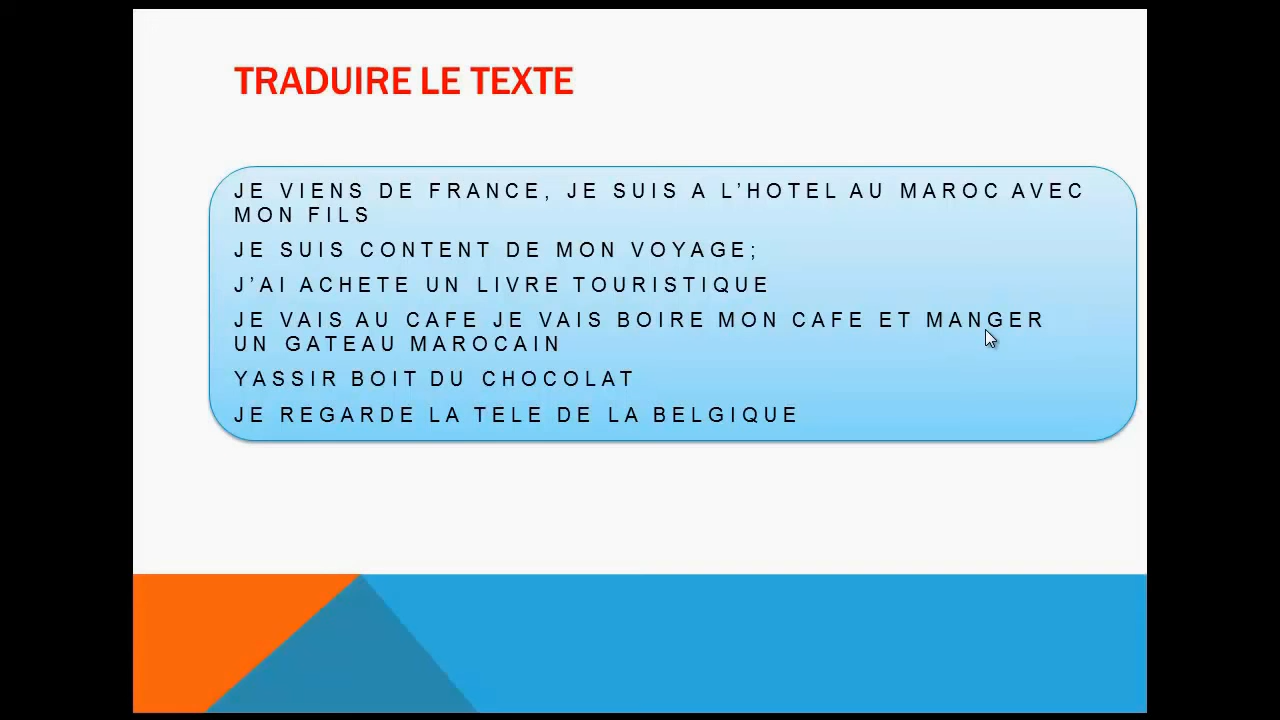 TRADUIRE LE TEXTE
JE VIENS DE FRANCE, JE SUIS A L’HOTEL AU MAROC AVEC
MON FILS
JE SUIS CONTENT DE MON VOYAGE;
J’AI ACHETE UN LIVRE TOURISTIQUE
JE VAIS AU CAFE JE VAIS BOIRE MON CAFE ET MANGER
UN GATEAU MAROCAIN
YASSIR BOIT DU CHOCOLAT
JE REGARDE LA TELE DE LA BELGIQUE